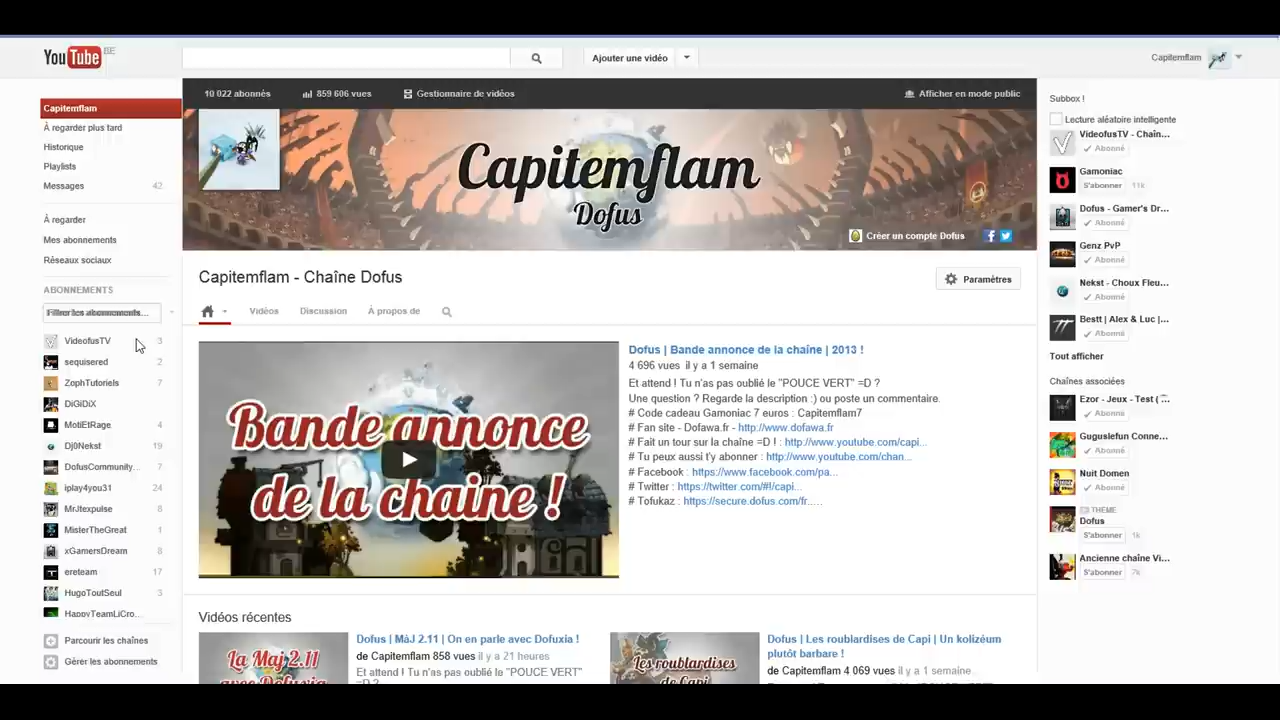 YouTube BE
Ajouter une vidéo
Capitemflam
Capitemflam
À regarder plus tard
Historique
Playlists
Messages 42
À regarder
Mes abonnements
Réseaux sociaux
ABONNEMENTS
Filtrer les abonnements...
VideofusTV 3
sequisered 2
ZophTutoriels 7
DiGiDiX
MotiEtRage 4
Dj0Nekst 19
DofusCommunity... 7
iplay4you31 24
MrJtexpulse 8
MisterTheGreat 1
xGamersDream 8
ereteam 17
HugoToutSeul 3
HappyTeamLiCro...
Parcourir les chaînes
Gérer les abonnements
10 022 abonnés
859 606 vues
Gestionnaire de vidéos
Afficher en mode public
Capitemflam
Dofus
Créer un compte Dofus
Capitemflam - Chaîne Dofus
Paramètres
Vidéos
Discussion
À propos de
Bande annonce
de la chaine !
Dofus | Bande annonce de la chaîne | 2013 !
4 696 vues il y a 1 semaine
Et attend ! Tu n'as pas oublié le "POUCE VERT" =D ?
Une question ? Regarde la description :) ou poste un commentaire.
# Code cadeau Gamoniac 7 euros : Capitemflam7
# Fan site - Dofawa.fr - http://www.dofawa.fr
# Fait un tour sur la chaîne =D ! : http://www.youtube.com/capi...
# Tu peux aussi t'y abonner : http://www.youtube.com/chan...
# Facebook : https://www.facebook.com/pa...
# Twitter : https://twitter.com/#!/capi...
# Tofukaz : https://secure.dofus.com/fr.....
Vidéos récentes
La Maj 2.11
avec Dofuxia
Dofus | MàJ 2.11 | On en parle avec Dofuxia !
de Capitemflam 858 vues il y a 21 heures
Et attend ! Tu n'as pas oublié le "POUCE VERT"
=D ?
Les roublardises
de Capi
Dofus | Les roublardises de Capi | Un kolizéum
plutôt barbare !
de Capitemflam 4 069 vues il y a 1 semaine
Subbox !
Lecture aléatoire intelligente
VideofusTV - Chaîn...
Abonné
Gamoniac
S'abonner 11k
Dofus - Gamer's Dr...
Abonné
Genz PvP
Abonné
Nekst - Choux Fleu...
Abonné
Bestt | Alex & Luc |...
Abonné
Tout afficher
Chaînes associées
Ezor - Jeux - Test (
Abonné
Guguslefun Conne...
Abonné
Nuit Domen
Abonné
THÈME
Dofus
S'abonner 1k
Ancienne chaîne Vi...
S'abonner 7k